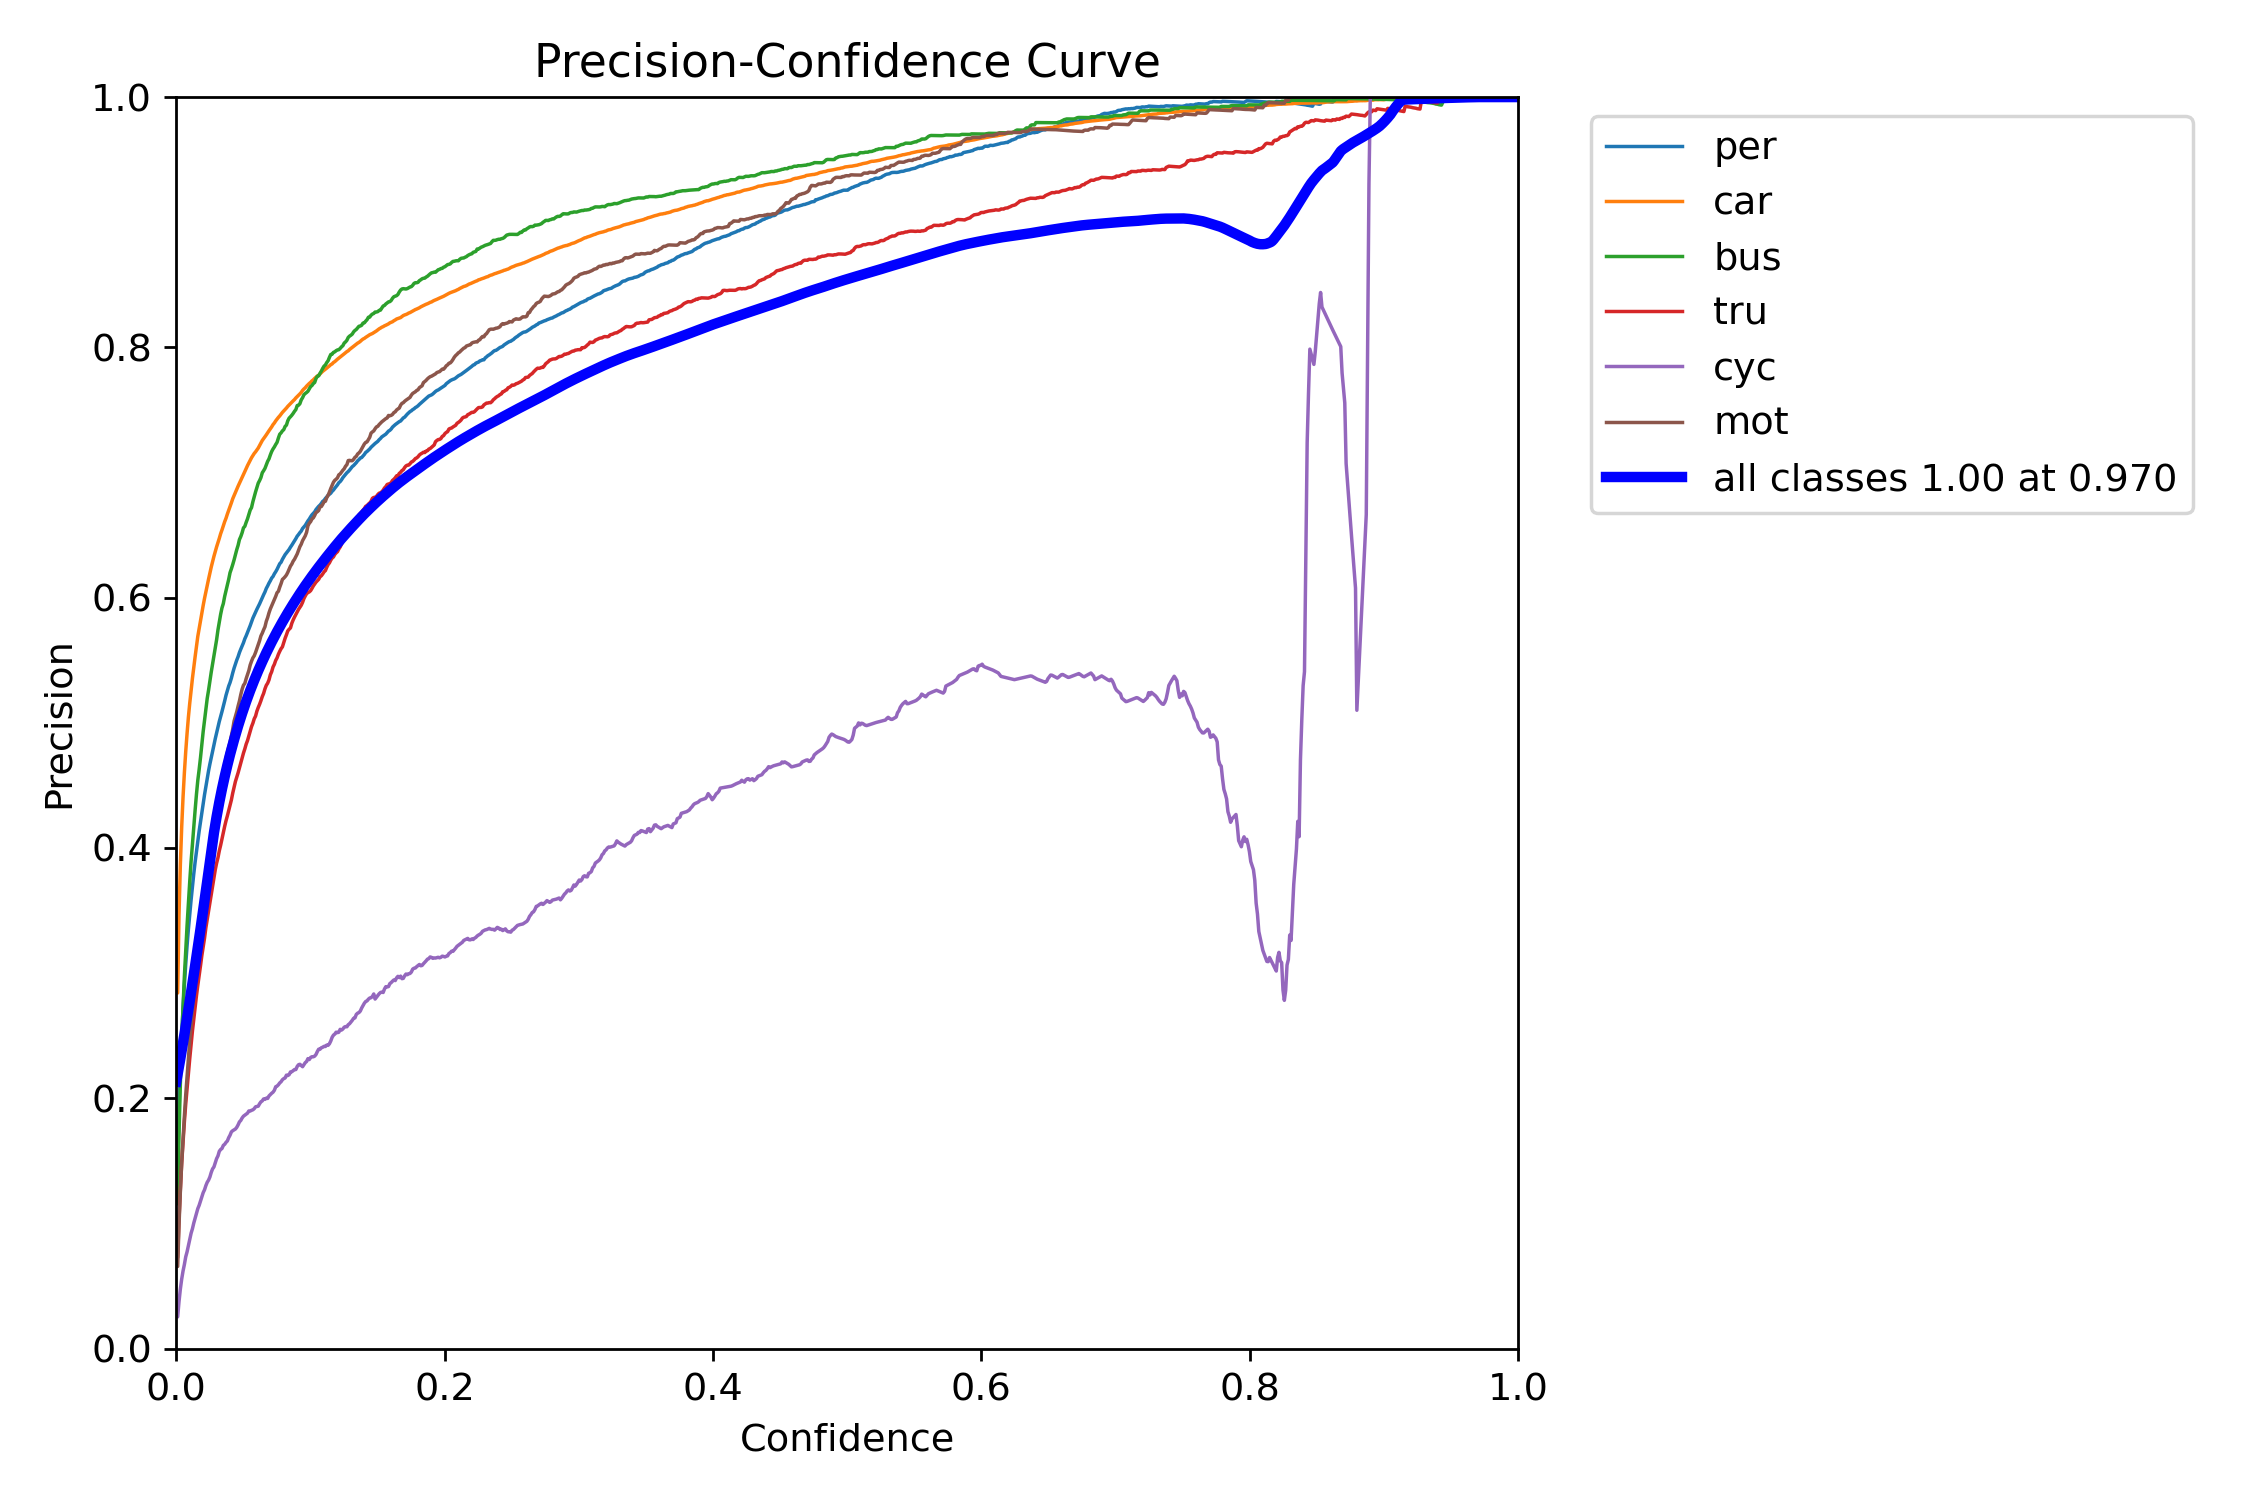 Precision-Confidence Curve
1.0
0.8
0.6
0.4
0.2
0.0
Precision
0.0 0.2 0.4 0.6 0.8 1.0
Confidence
per
car
bus
tru
cyc
mot
all classes 1.00 at 0.970